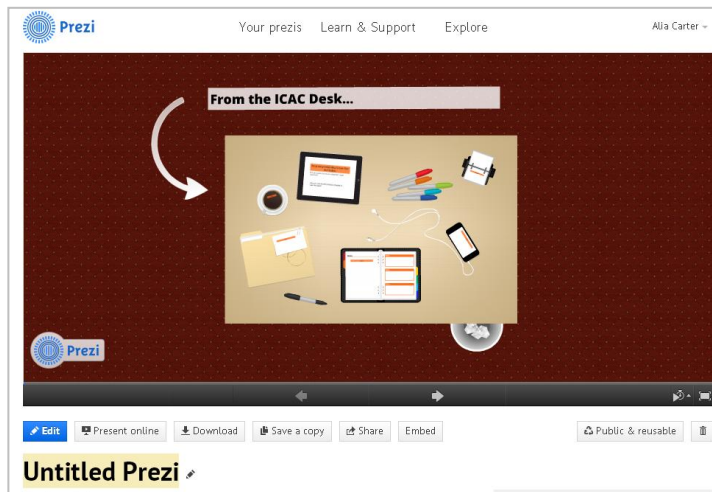 Prezi
Your prezis Learn & Support Explore
Alia Carter
From the ICAC Desk...
Prezi
Edit Present online Download Save a copy Share Embed Public & reusable
Untitled Prezi